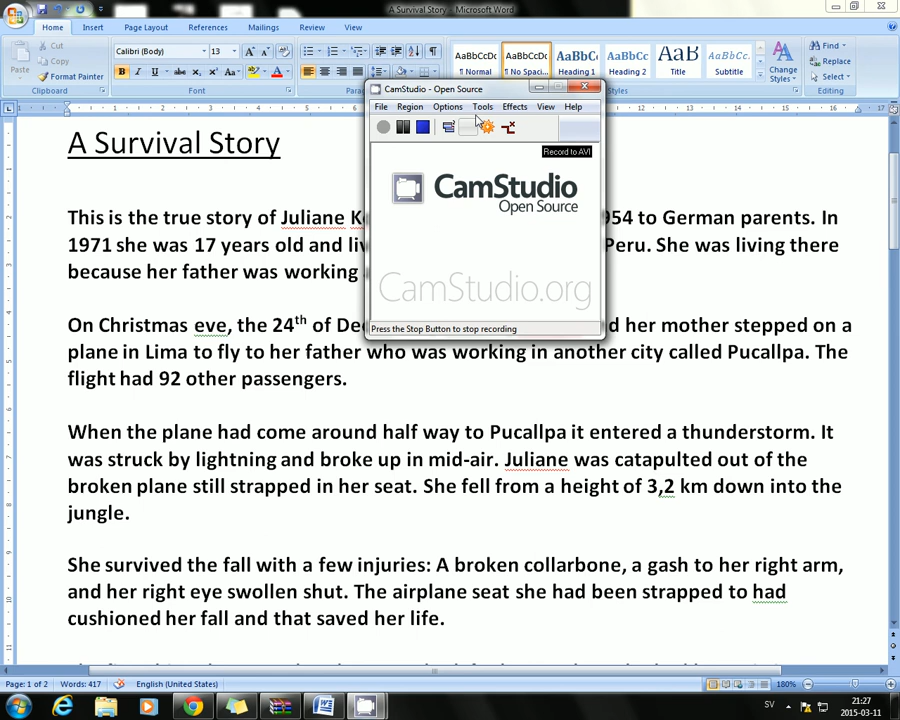 A Survival Story - Microsoft Word
Home Insert Page Layout References Mailings Review View
Cut
Copy
Format Painter
Paste
Clipboard
Calibri (Body) 13
Font
AaBbCcDc AaBbCcDc AaBbC AaBbCc AaB AaBbCc.
¶ Normal ¶ No Spaci... Heading 1 Heading 2 Title Subtitle
Change Styles
Styles
Find
Replace
Select
Editing
CamStudio - Open Source
File Region Options Tools Effects View Help
Record to AVI
CamStudio
Open Source
CamStudio.org
Press the Stop Button to stop recording
A Survival Story
This is the true story of Juliane 954 to German parents. In
1971 she was 17 years old and Peru. She was living there
because her father was working
On Christmas eve, the 24th of her mother stepped on a
plane in Lima to fly to her father who was working in another city called Pucallpa. The
flight had 92 other passengers.
When the plane had come around half way to Pucallpa it entered a thunderstorm. It
was struck by lightning and broke up in mid-air. Juliane was catapulted out of the
broken plane still strapped in her seat. She fell from a height of 3,2 km down into the
jungle.
She survived the fall with a few injuries: A broken collarbone, a gash to her right arm,
and her right eye swollen shut. The airplane seat she had been strapped to had
cushioned her fall and that saved her life.
Page: 1 of 2 Words: 417 English (United States) 180%
SV 21:27
2015-03-11